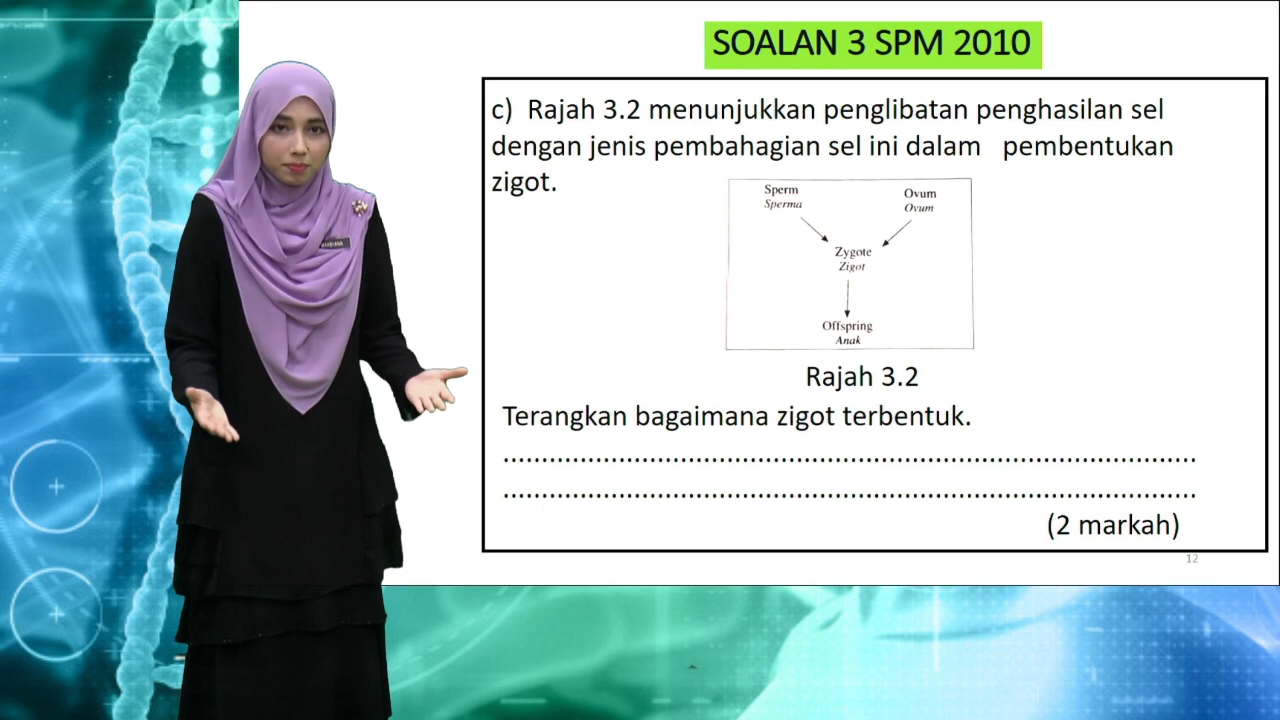 SOALAN 3 SPM 2010
c) Rajah 3.2 menunjukkan penglibatan penghasilan sel
dengan jenis pembahagian sel ini dalam pembentukan
zigot.
Sperm
Sperma
Ovum
Ovum
Zygote
Zigot
Offspring
Anak
Rajah 3.2
Terangkan bagaimana zigot terbentuk.
..........................................................................................
..........................................................................................
(2 markah)
12